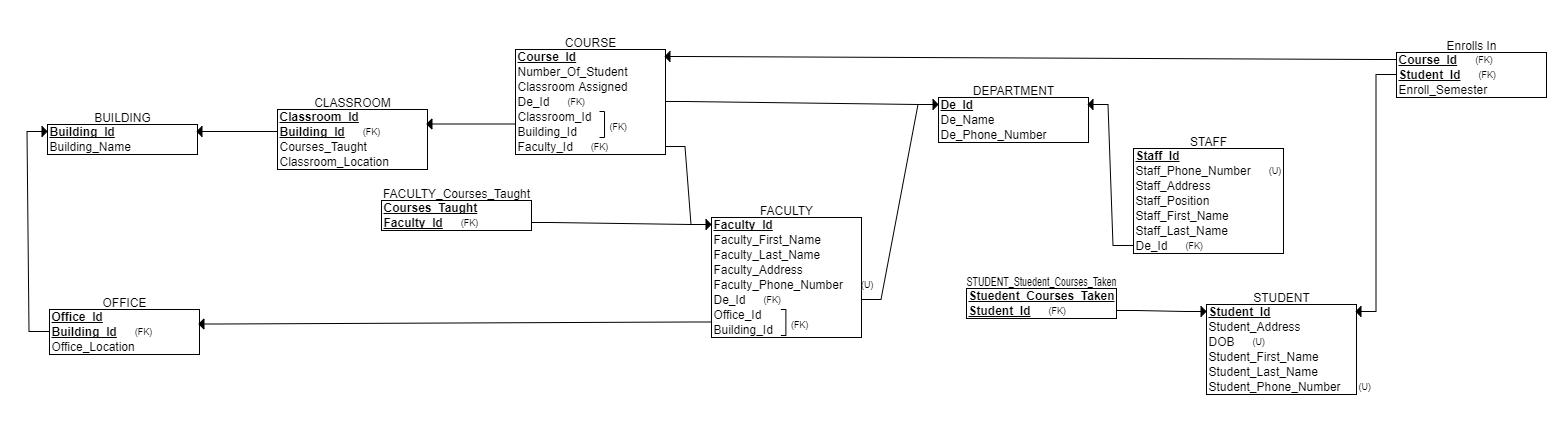 COURSE
Course_Id
Number_Of_Student
Classroom Assigned
De_Id (FK)
Classroom_Id
Building_Id
(FK)
Faculty_Id (FK)
Enrolls In
Course_Id (FK)
Student_Id (FK)
Enroll_Semester
DEPARTMENT
De_Id
De_Name
De_Phone_Number
CLASSROOM
Classroom_Id
Building_Id (FK)
Courses_Taught
Classroom_Location
BUILDING
Building_Id
Building_Name
STAFF
Staff_Id
Staff_Phone_Number (U)
Staff_Address
Staff_Position
Staff_First_Name
Staff_Last_Name
De_Id (FK)
FACULTY_Courses_Taught
Courses_Taught
Faculty_Id (FK)
FACULTY
Faculty_Id
Faculty_First_Name
Faculty_Last_Name
Faculty_Address
Faculty_Phone_Number (U)
De_Id (FK)
Office_Id
Building_Id
(FK)
OFFICE
Office_Id
Building_Id (FK)
Office_Location
STUDENT_Stuedent_Courses_Taken
Stuedent_Courses_Taken
Student_Id (FK)
STUDENT
Student_Id
Student_Address
DOB (U)
Student_First_Name
Student_Last_Name
Student_Phone_Number (U)